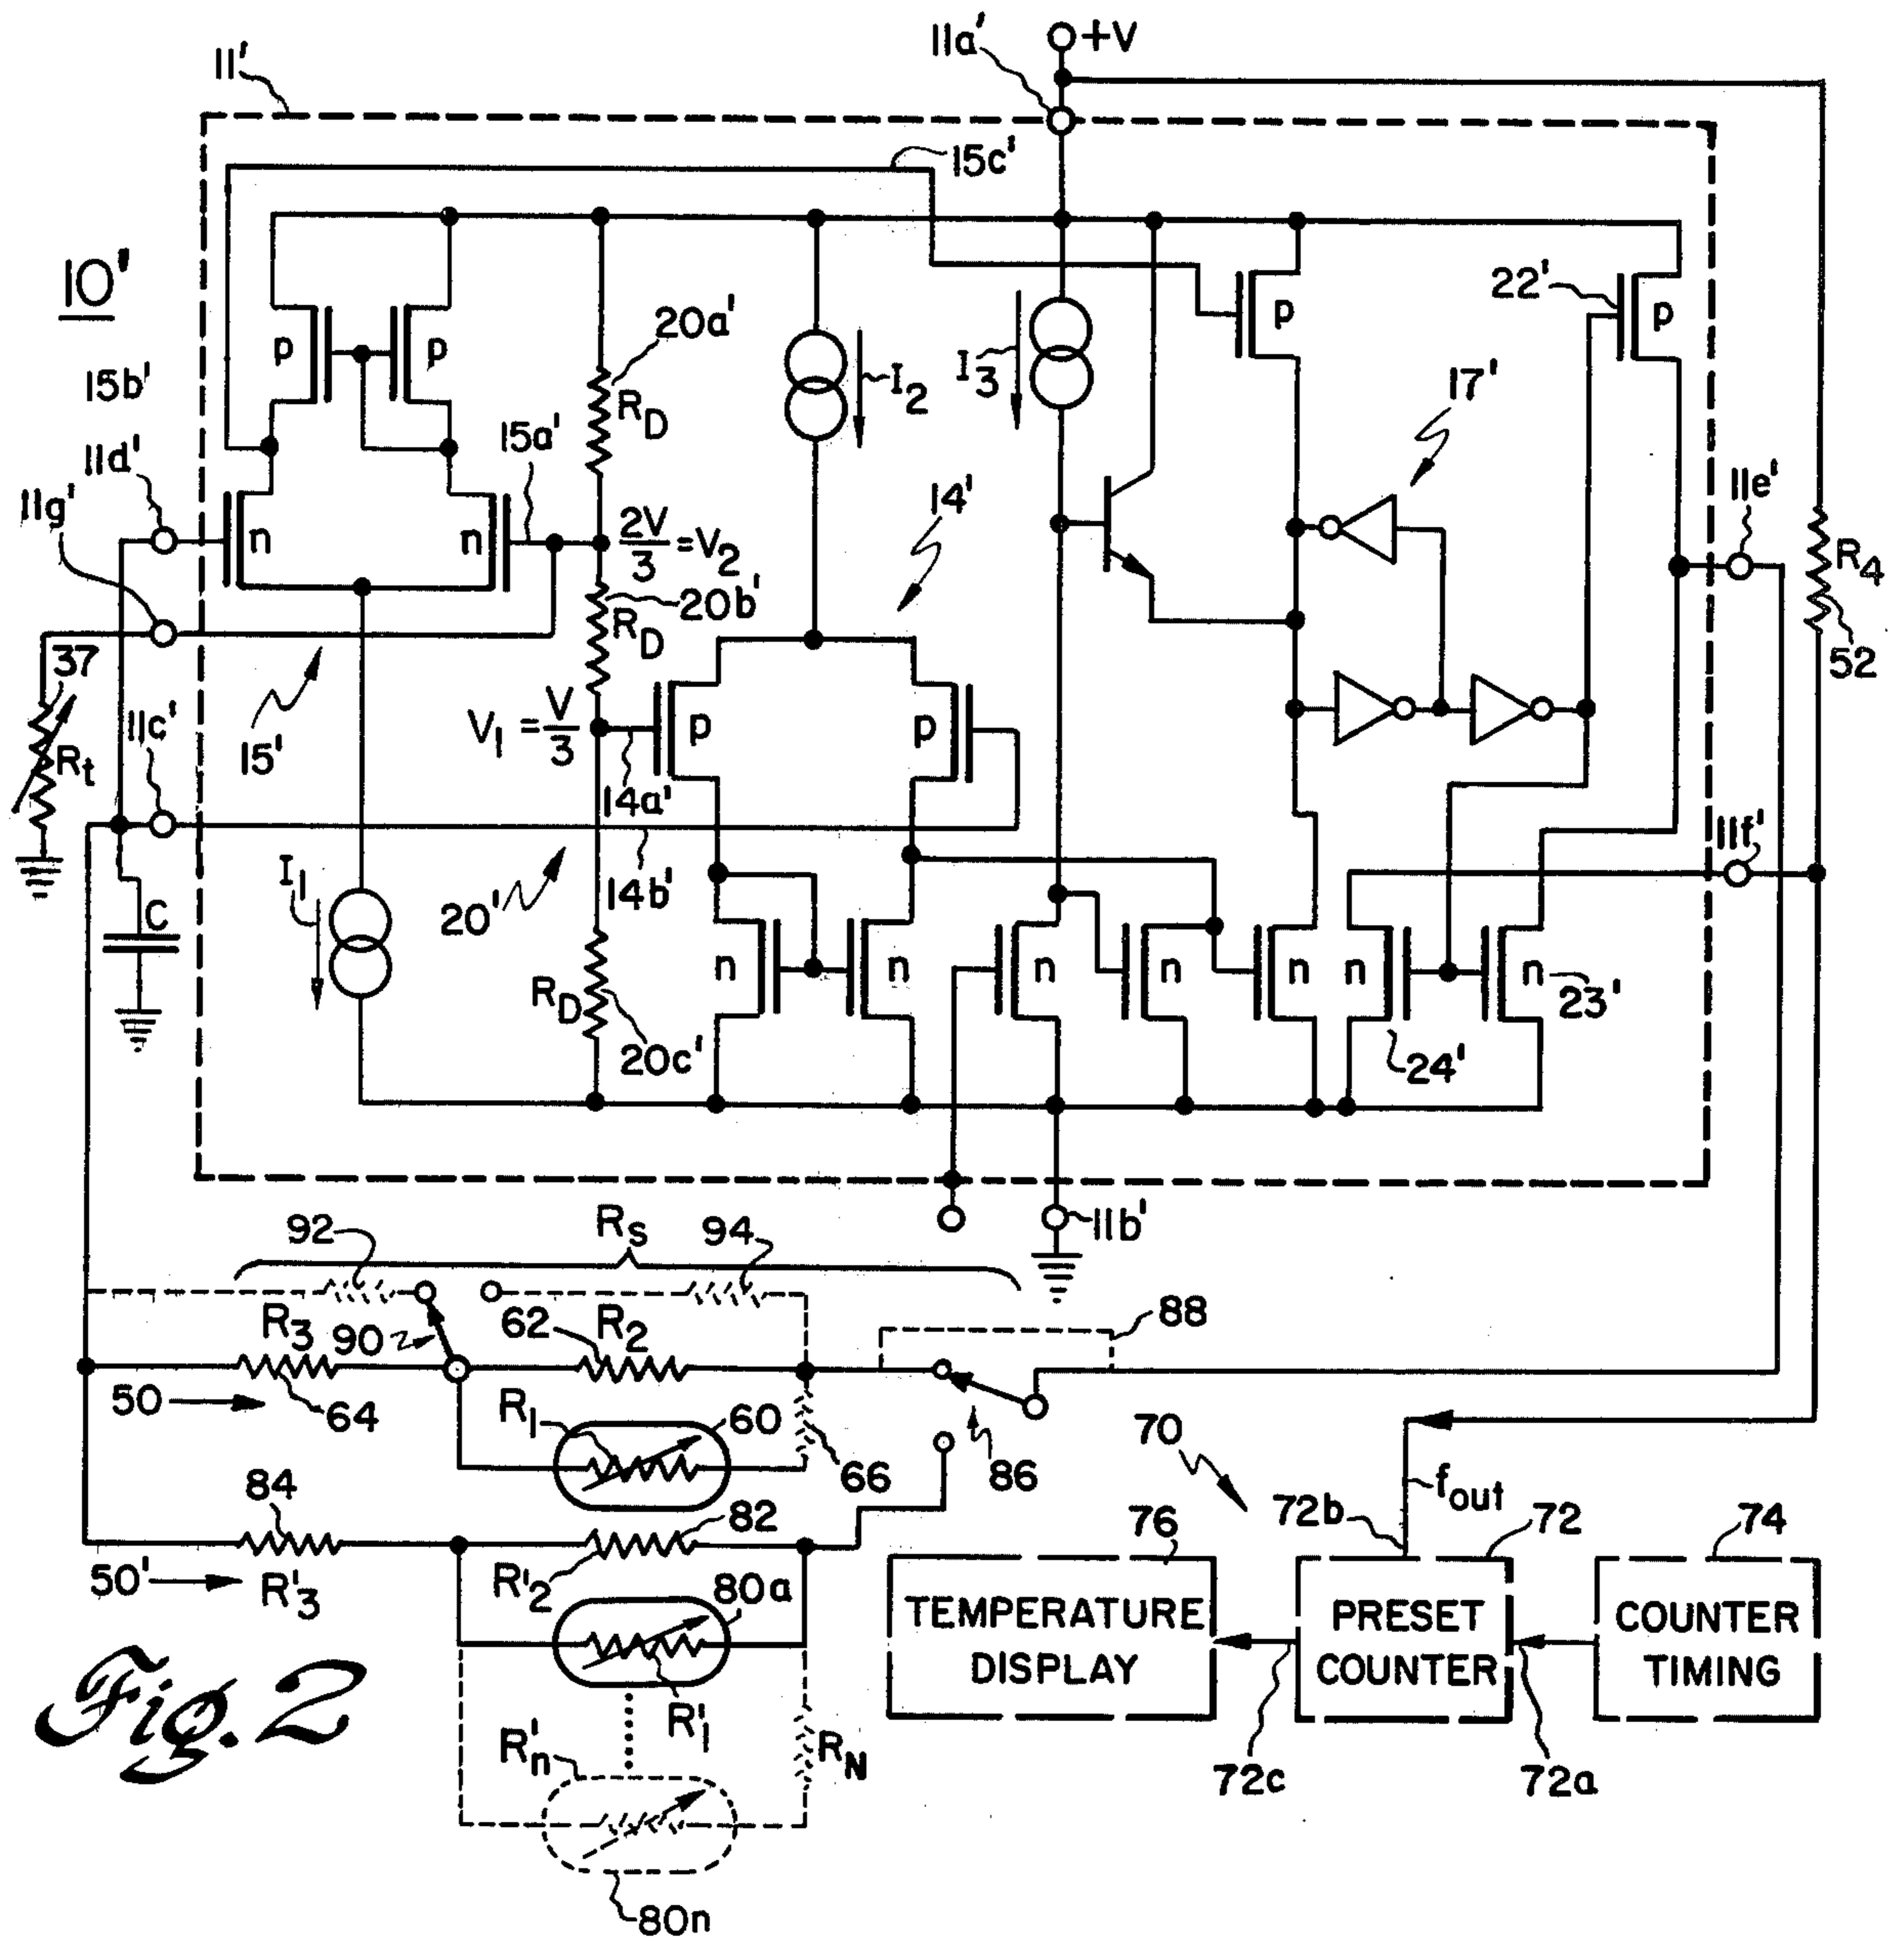 11'
11a'
+V
15c'
10'
22'
p
p
p
p
20a'
R_D
I_2
I_3
17'
15b'
11d'
15a'
11g'
n
n
2V/3 = V_2
14'
11e'
R_4
20b'
R_D
52
37
V_1 = V/3
p
p
15'
11c'
R_t
14a'
11f'
I_1
14b'
20'
C
n
n
n
n
n
n
n
23'
R_D
20c'
24'
11b'
92
R_S
94
88
R_3
90
62
R_2
50
64
R_1
60
66
86
70
f_out
84
82
76
72b
72
74
50'
R'_3
R'_2
80a
TEMPERATURE
DISPLAY
PRESET
COUNTER
COUNTER
TIMING
R'_1
R'_n
R_N
72c
72a
80n
Fig. 2